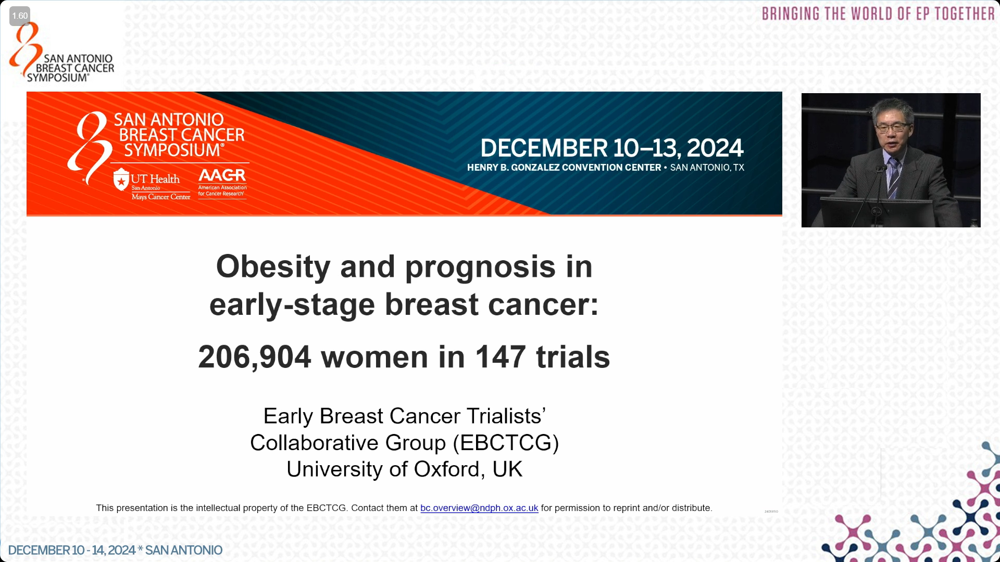 1.60
BRINGING THE WORLD OF EP TOGETHER
SAN ANTONIO
BREAST CANCER
SYMPOSIUM®
SAN ANTONIO
BREAST CANCER
SYMPOSIUM®
UT Health
San Antonio
Mays Cancer Center
AACR
American Association
for Cancer Research®
DECEMBER 10–13, 2024
HENRY B. GONZALEZ CONVENTION CENTER • SAN ANTONIO, TX
Obesity and prognosis in
early-stage breast cancer:
206,904 women in 147 trials
Early Breast Cancer Trialists’
Collaborative Group (EBCTCG)
University of Oxford, UK
This presentation is the intellectual property of the EBCTCG. Contact them at bc.overview@ndph.ox.ac.uk for permission to reprint and/or distribute.
DECEMBER 10 - 14, 2024 * SAN ANTONIO